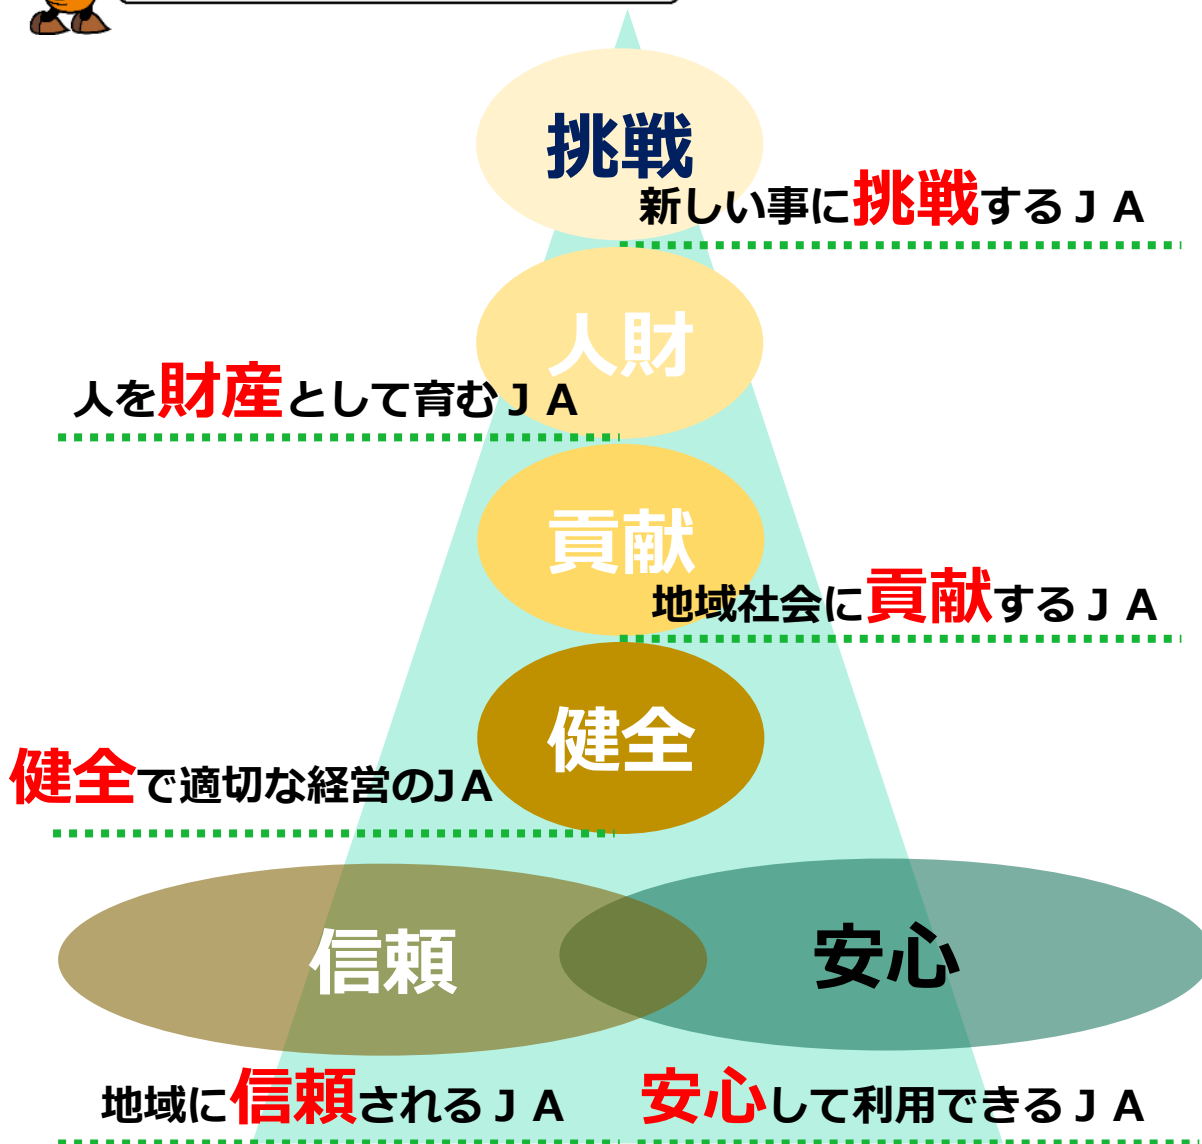 挑戦
新しい事に挑戦するＪＡ
人財
人を財産として育むＪＡ
貢献
地域社会に貢献するＪＡ
健全
健全で適切な経営のJA
信頼
安心
地域に信頼されるＪＡ
安心して利用できるＪＡ